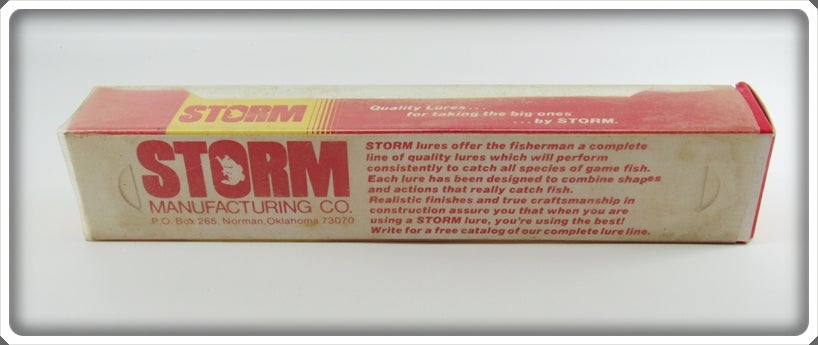 STORM
Quality Lures...
for taking the big ones
...by STORM.
STORM
MANUFACTURING CO.
P.O. Box 265, Norman, Oklahoma 73070
STORM lures offer the fisherman a complete
line of quality lures which will perform
consistently to catch all species of game fish.
Each lure has been designed to combine shapes
and actions that really catch fish.
Realistic finishes and true craftsmanship in
construction assure you that when you are
using a STORM lure, you're using the best!
Write for a free catalog of our complete lure line.